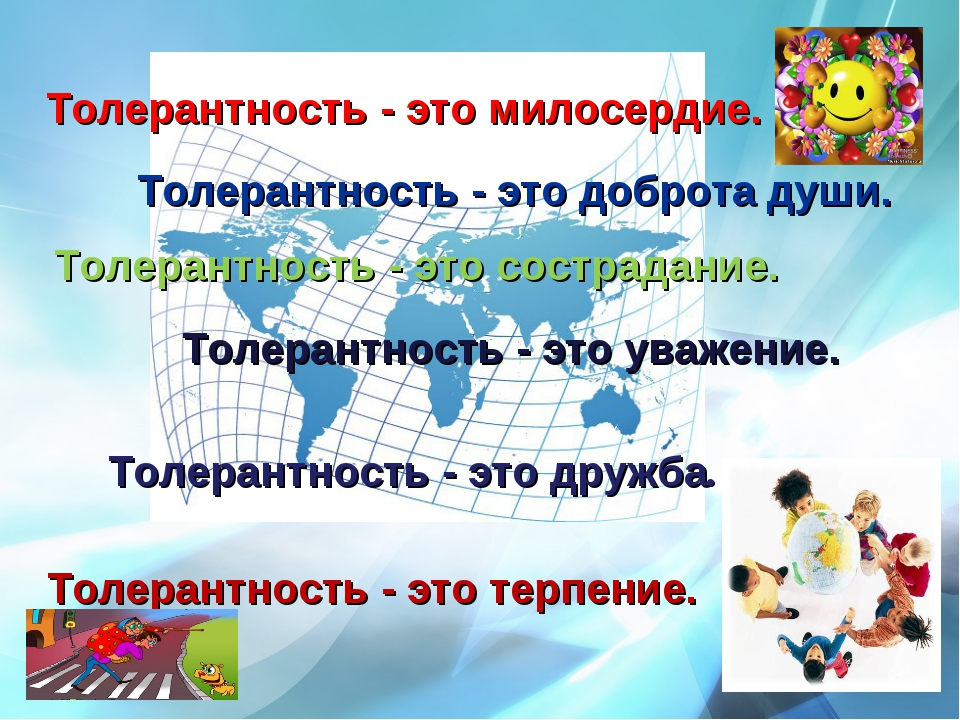 Толерантность - это милосердие.
Толерантность - это доброта души.
Толерантность - это сострадание.
Толерантность - это уважение.
Толерантность - это дружба.
Толерантность - это терпение.